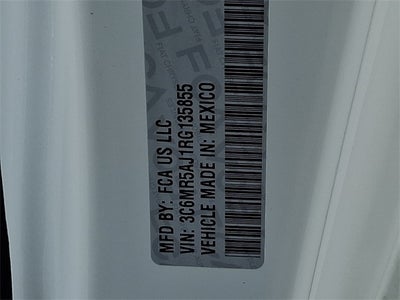 MFD BY: FCA US LLC
VIN: 3C6MR5AJ1RG135855
VEHICLE MADE IN: MEXICO